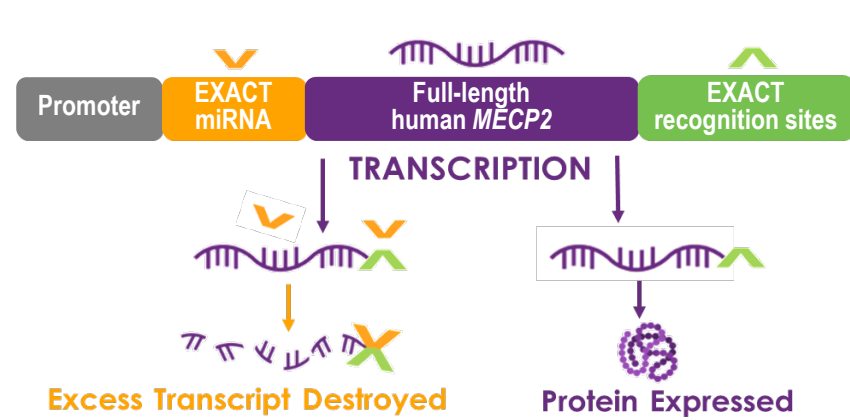 Promoter
EXACT
miRNA
Full-length
human MECP2
EXACT
recognition sites
TRANSCRIPTION
Excess Transcript Destroyed
Protein Expressed